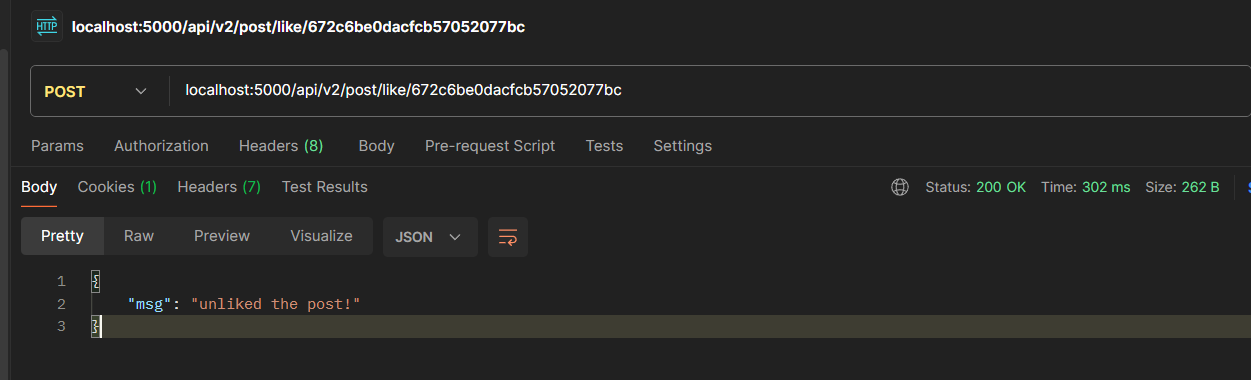 HTTP localhost:5000/api/v2/post/like/672c6be0dacfcb57052077bc
POST localhost:5000/api/v2/post/like/672c6be0dacfcb57052077bc
Params Authorization Headers (8) Body Pre-request Script Tests Settings
Body Cookies (1) Headers (7) Test Results Status: 200 OK Time: 302 ms Size: 262 B
Pretty Raw Preview Visualize JSON
1 {
2 "msg": "unliked the post!"
3 }